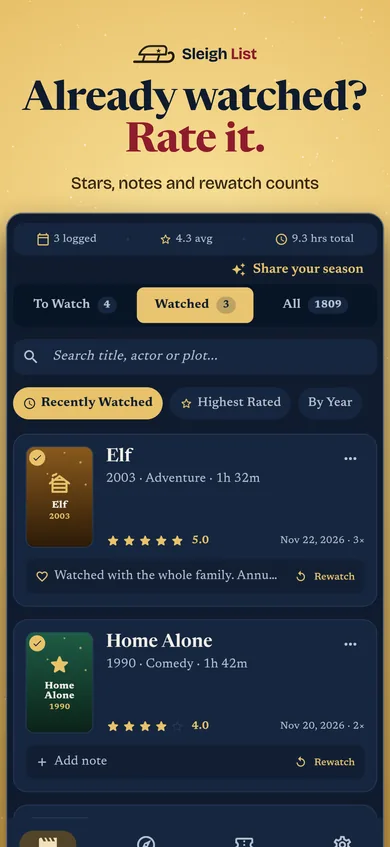 Sleigh List
Already watched?
Rate it.
Stars, notes and rewatch counts
3 logged · 4.3 avg · 9.3 hrs total
Share your season
To Watch 4 Watched 3 All 1809
Search title, actor or plot...
Recently Watched Highest Rated By Year
Elf
2003
Elf
2003 · Adventure · 1h 32m
5.0 Nov 22, 2026 · 3×
Watched with the whole family. Annu... Rewatch
Home
Alone
1990
Home Alone
1990 · Comedy · 1h 42m
4.0 Nov 20, 2026 · 2×
+ Add note Rewatch